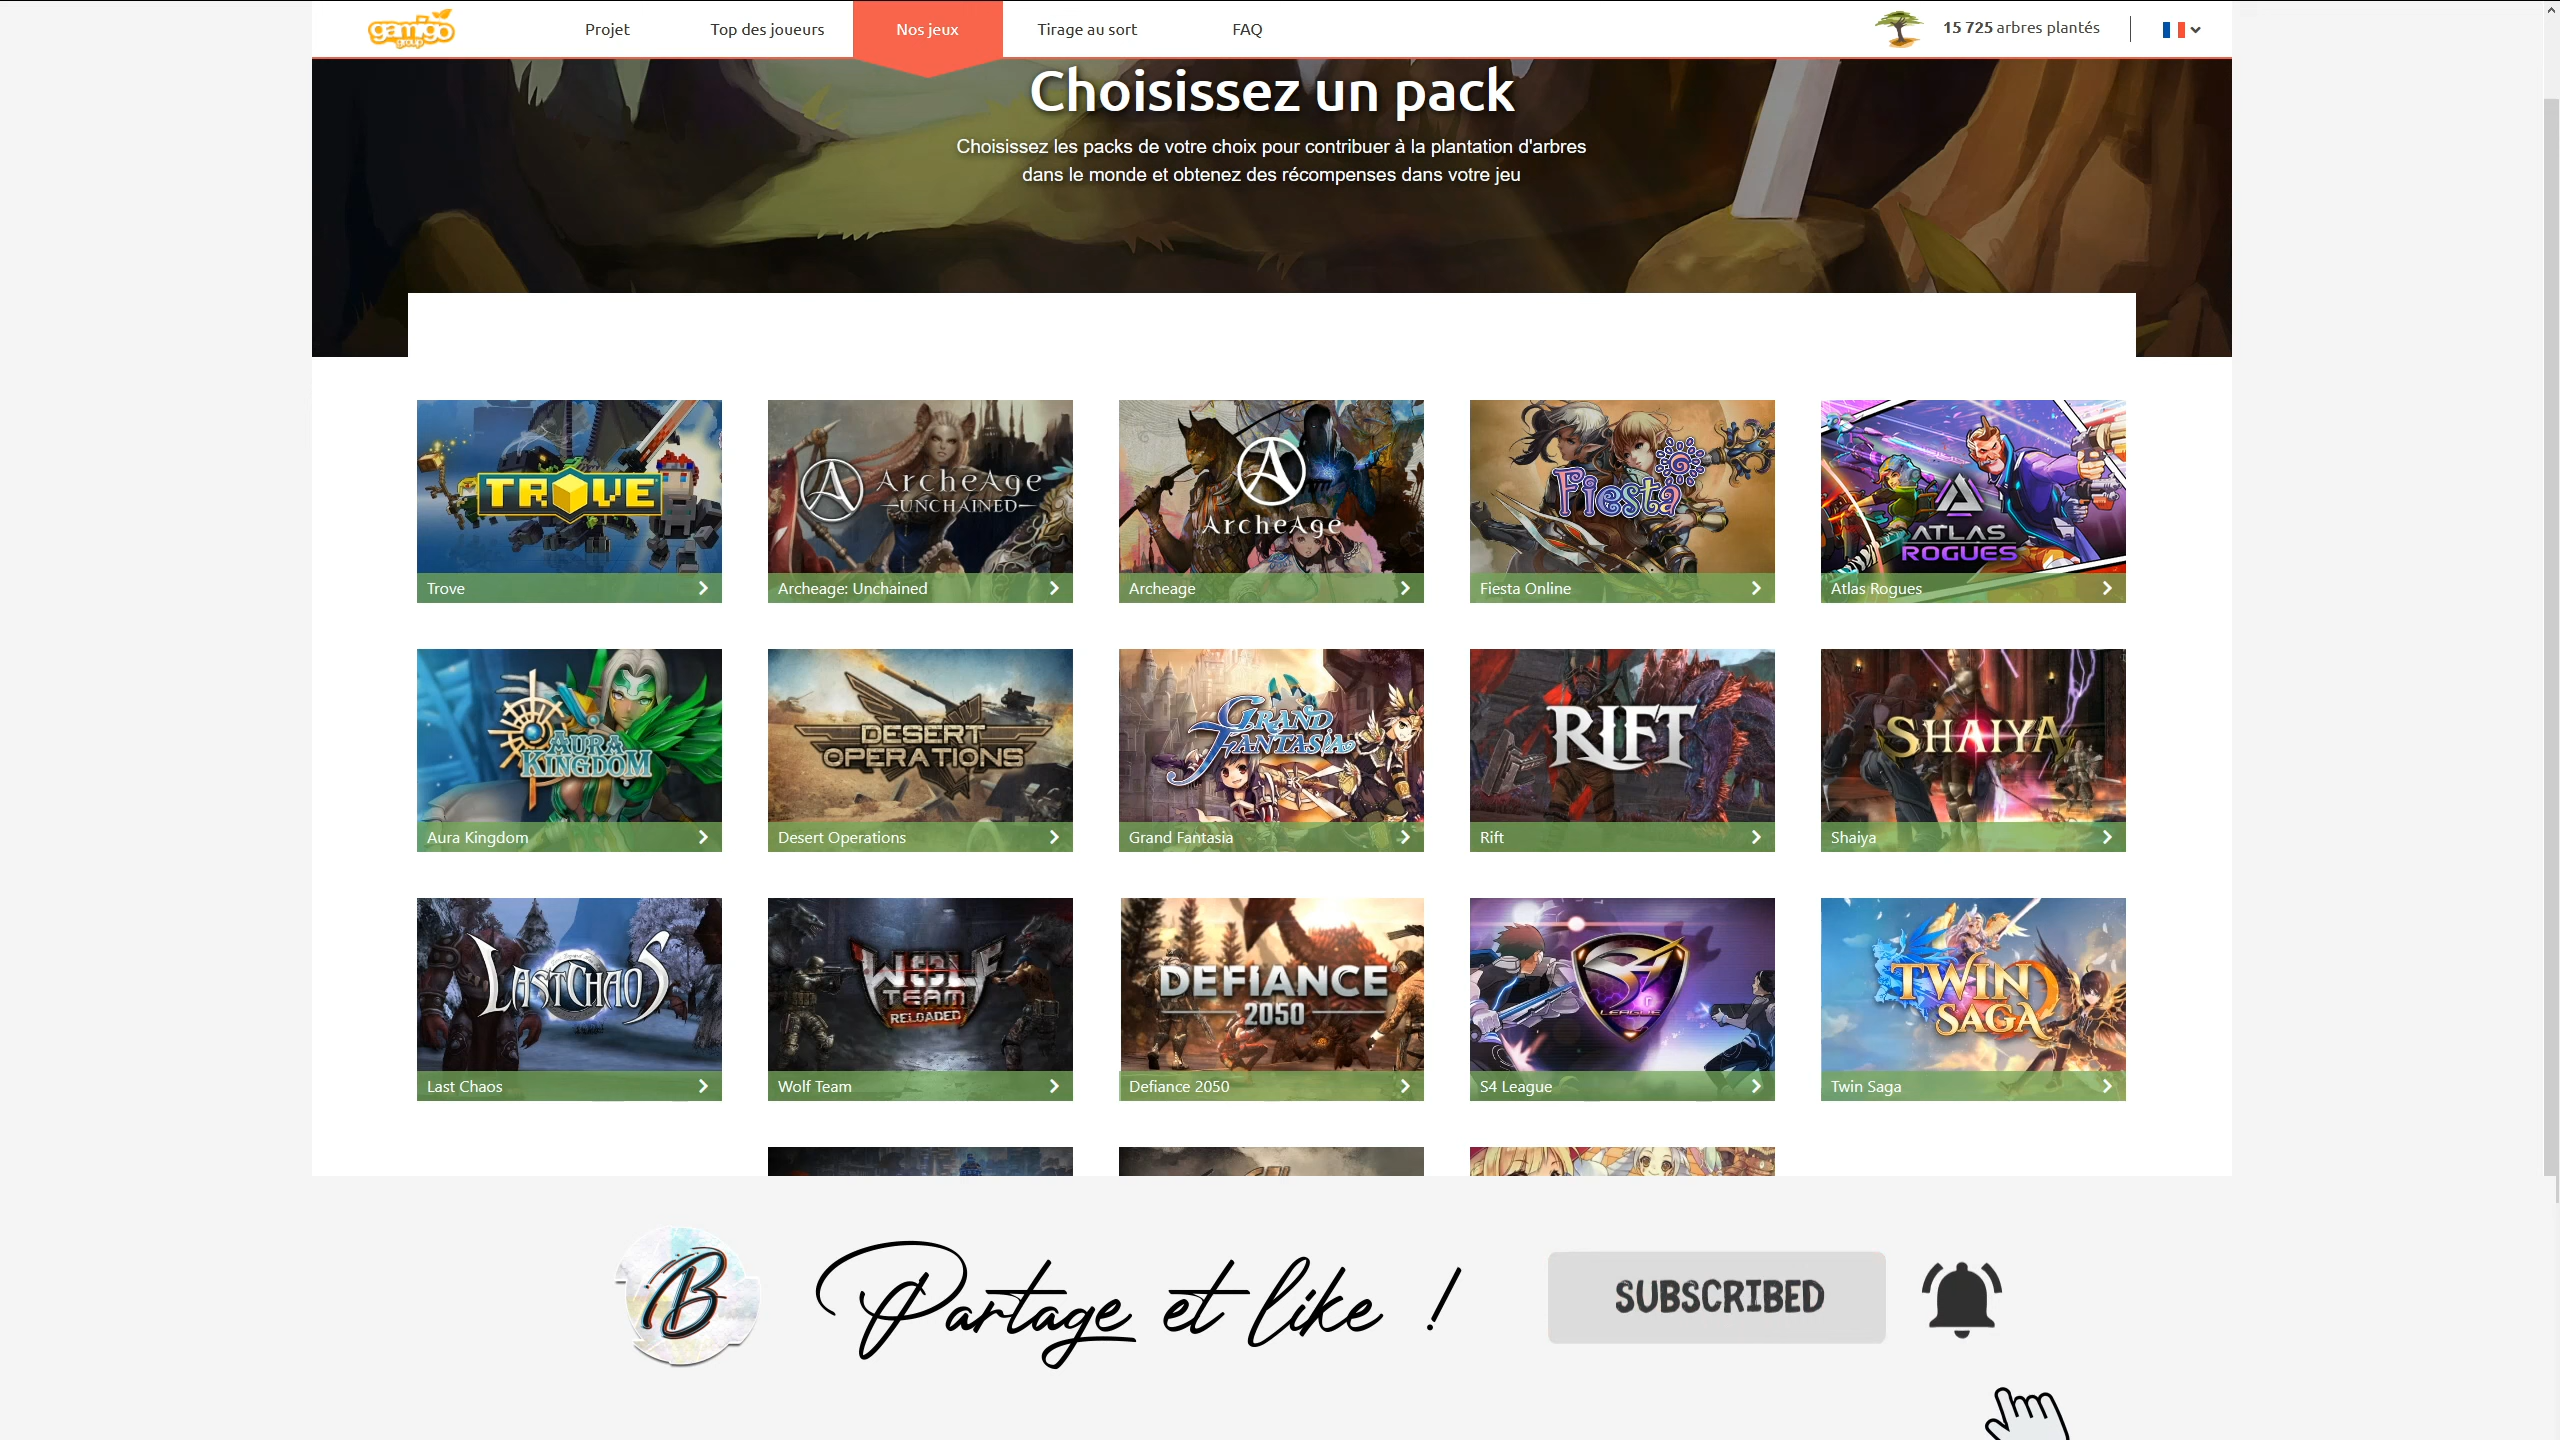 gamigo
group
Projet
Top des joueurs
Nos jeux
Tirage au sort
FAQ
15 725 arbres plantés
Choisissez un pack
Choisissez les packs de votre choix pour contribuer à la plantation d'arbres
dans le monde et obtenez des récompenses dans votre jeu
TROVE
Trove
ARCHEAGE
UNCHAINED
Archeage: Unchained
ARCHEAGE
Archeage
Fiesta
Fiesta Online
ATLAS
ROGUES
Atlas Rogues
AURA
KINGDOM
Aura Kingdom
DESERT
OPERATIONS
Desert Operations
GRAND
FANTASIA
Grand Fantasia
RIFT
Rift
SHAIYA
Shaiya
LASTCHAOS
Last Chaos
WOLF
TEAM
RELOADED
Wolf Team
DEFIANCE
2050
Defiance 2050
S4
LEAGUE
S4 League
TWIN
SAGA
Twin Saga
B
Partage et like !
SUBSCRIBED